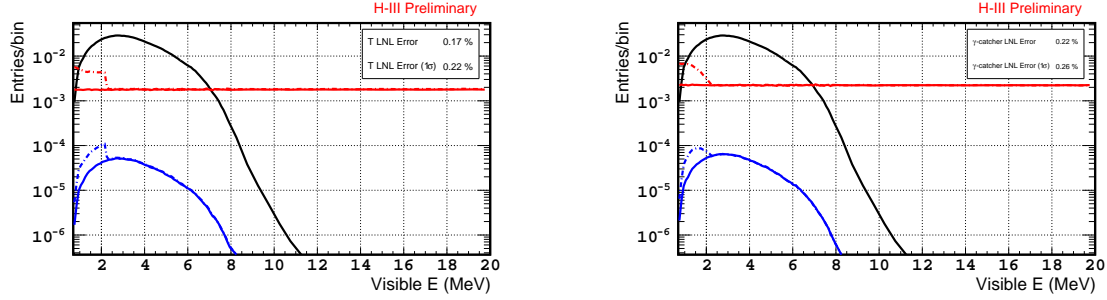 H-III Preliminary
Entries/bin
T LNL Error 0.17 %
T LNL Error (1σ) 0.22 %
10⁻²
10⁻³
10⁻⁴
10⁻⁵
10⁻⁶
2 4 6 8 10 12 14 16 18 20
Visible E (MeV)
H-III Preliminary
Entries/bin
γ-catcher LNL Error 0.22 %
γ-catcher LNL Error (1σ) 0.26 %
10⁻²
10⁻³
10⁻⁴
10⁻⁵
10⁻⁶
2 4 6 8 10 12 14 16 18 20
Visible E (MeV)